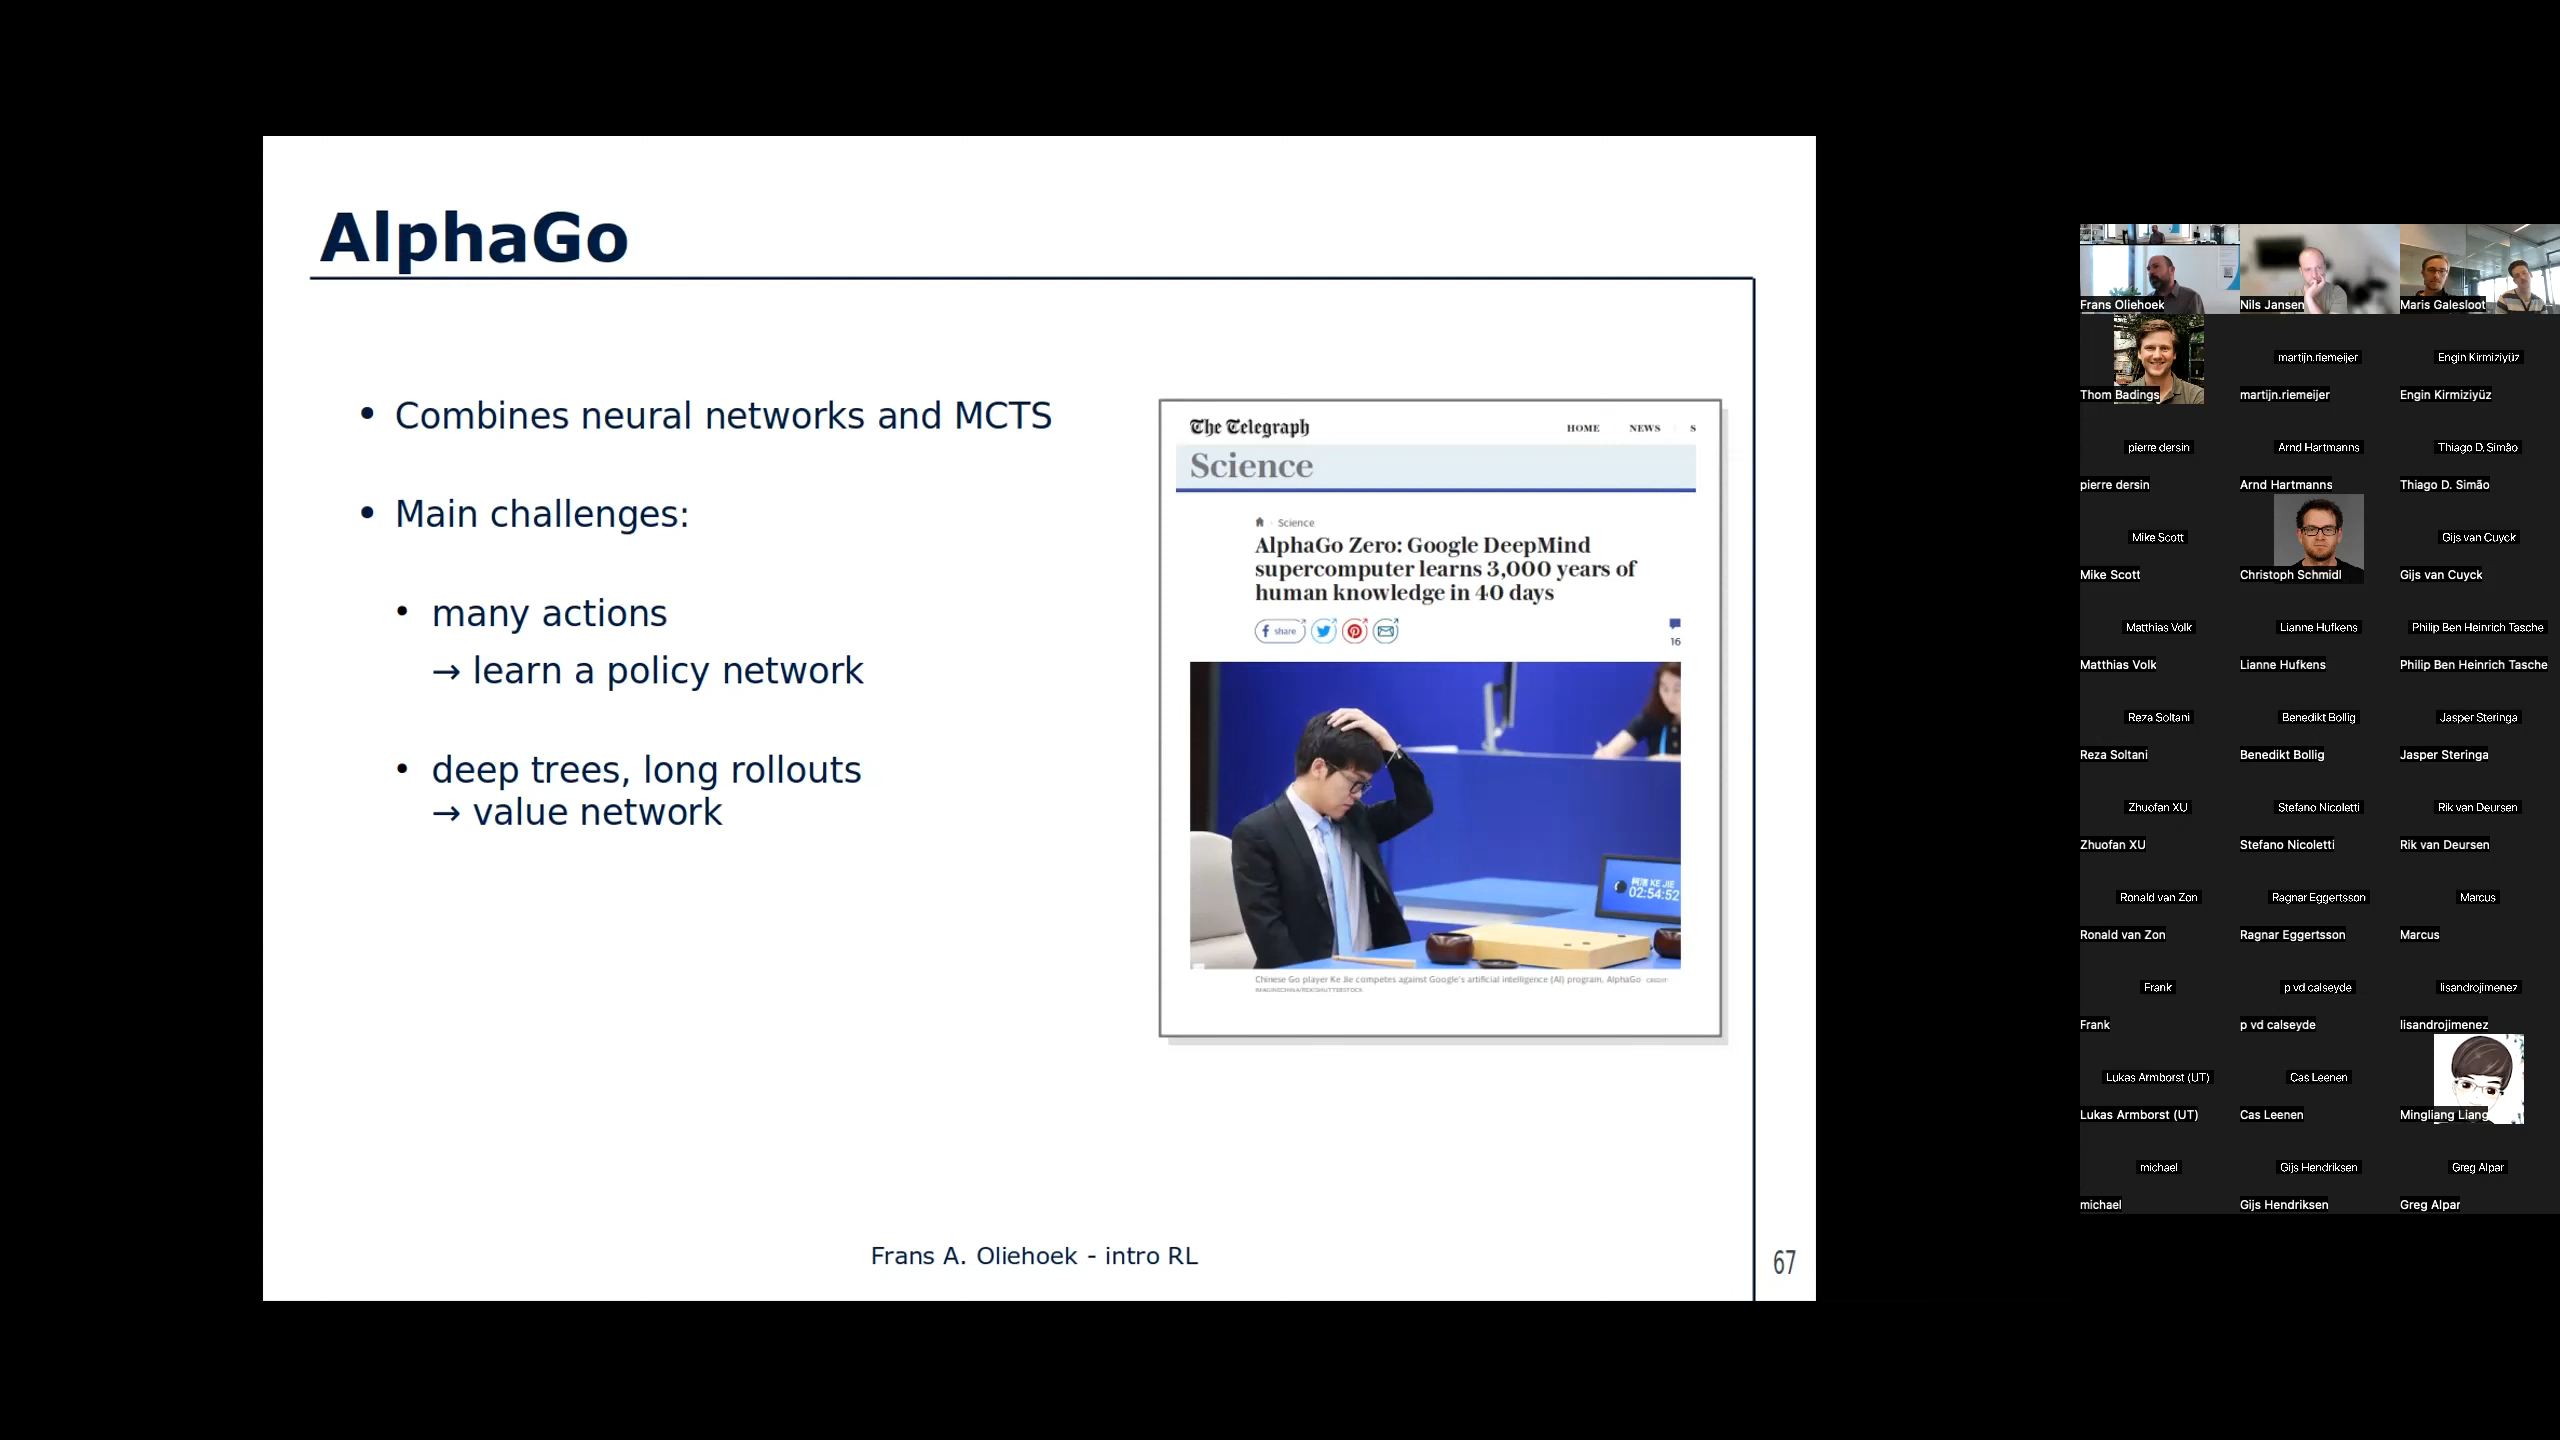 AlphaGo
• Combines neural networks and MCTS
• Main challenges:
• many actions
→ learn a policy network
• deep trees, long rollouts
→ value network
The Telegraph
HOME NEWS S
Science
Science
AlphaGo Zero: Google DeepMind
supercomputer learns 3,000 years of
human knowledge in 40 days
share
16
KE JIE
02:54:52
Chinese Go player Ke Jie competes against Google's artificial intelligence (AI) program, AlphaGo CREDIT:
IMAGINECHINA/REX/SHUTTERSTOCK
Frans A. Oliehoek - intro RL
67
Frans Oliehoek Nils Jansen Maris Galesloot
martijn.riemeijer Engin Kirmiziyüz
Thom Badings martijn.riemeijer Engin Kirmiziyüz
pierre dersin Arnd Hartmanns Thiago D. Simão
pierre dersin Arnd Hartmanns Thiago D. Simão
Mike Scott Gijs van Cuyck
Mike Scott Christoph Schmidl Gijs van Cuyck
Matthias Volk Lianne Hufkens Philip Ben Heinrich Tasche
Matthias Volk Lianne Hufkens Philip Ben Heinrich Tasche
Reza Soltani Benedikt Bollig Jasper Steringa
Reza Soltani Benedikt Bollig Jasper Steringa
Zhuofan XU Stefano Nicoletti Rik van Deursen
Zhuofan XU Stefano Nicoletti Rik van Deursen
Ronald van Zon Ragnar Eggertsson Marcus
Ronald van Zon Ragnar Eggertsson Marcus
Frank p vd calseyde lisandrojimenez
Frank p vd calseyde lisandrojimenez
Lukas Armborst (UT) Cas Leenen
Lukas Armborst (UT) Cas Leenen Mingliang Liang
michael Gijs Hendriksen Greg Alpar
michael Gijs Hendriksen Greg Alpar